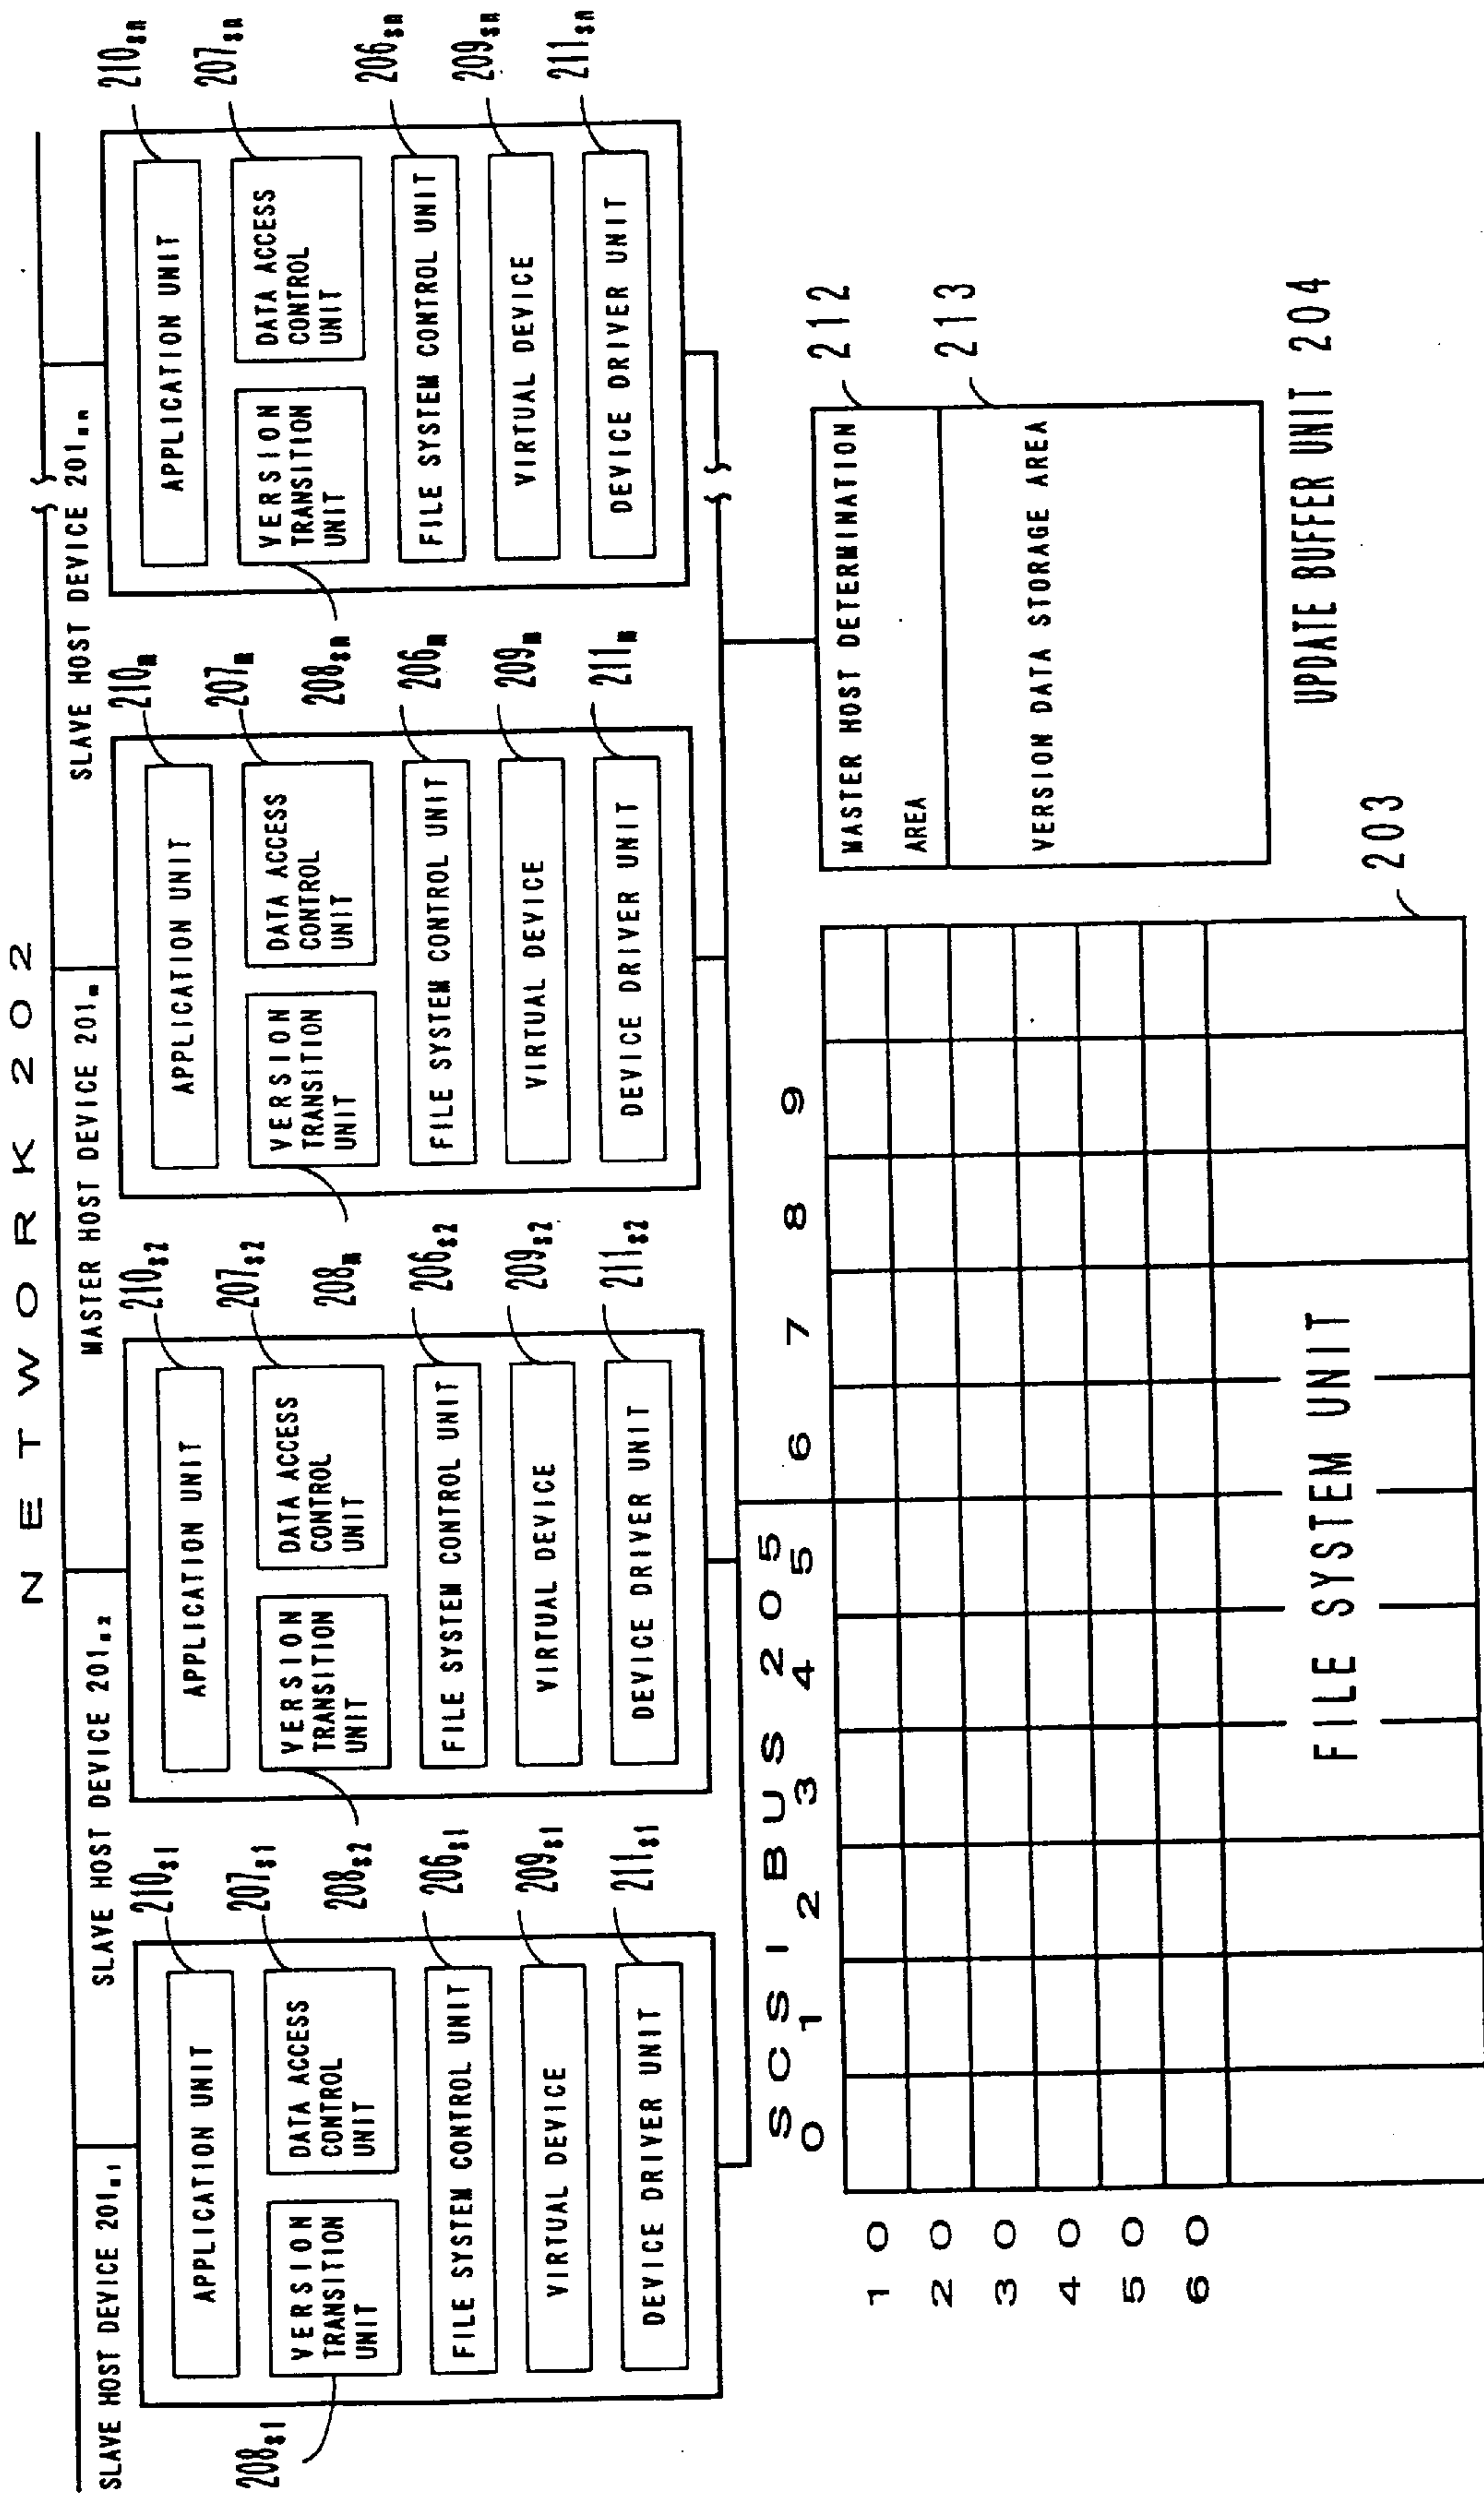 NETWORK 202
SLAVE HOST DEVICE 201s1
210s1
APPLICATION UNIT
207s1
VERSION
TRANSITION
UNIT
DATA ACCESS
CONTROL
UNIT
208s1
206s1
FILE SYSTEM CONTROL UNIT
209s1
VIRTUAL DEVICE
211s1
DEVICE DRIVER UNIT
SLAVE HOST DEVICE 201s2
210s2
APPLICATION UNIT
207s2
VERSION
TRANSITION
UNIT
DATA ACCESS
CONTROL
UNIT
208s2
206s2
FILE SYSTEM CONTROL UNIT
209s2
VIRTUAL DEVICE
211s2
DEVICE DRIVER UNIT
MASTER HOST DEVICE 201m
210m
APPLICATION UNIT
207m
VERSION
TRANSITION
UNIT
DATA ACCESS
CONTROL
UNIT
208m
206m
FILE SYSTEM CONTROL UNIT
209m
VIRTUAL DEVICE
211m
DEVICE DRIVER UNIT
SLAVE HOST DEVICE 201sn
210sn
APPLICATION UNIT
207sn
VERSION
TRANSITION
UNIT
DATA ACCESS
CONTROL
UNIT
208sn
206sn
FILE SYSTEM CONTROL UNIT
209sn
VIRTUAL DEVICE
211sn
DEVICE DRIVER UNIT
SCSI BUS 205
0 1 2 3 4 5 6 7 8 9
10
20
30
40
50
60
FILE SYSTEM UNIT
203
MASTER HOST DETERMINATION
AREA
212
VERSION DATA STORAGE AREA
213
UPDATE BUFFER UNIT 204